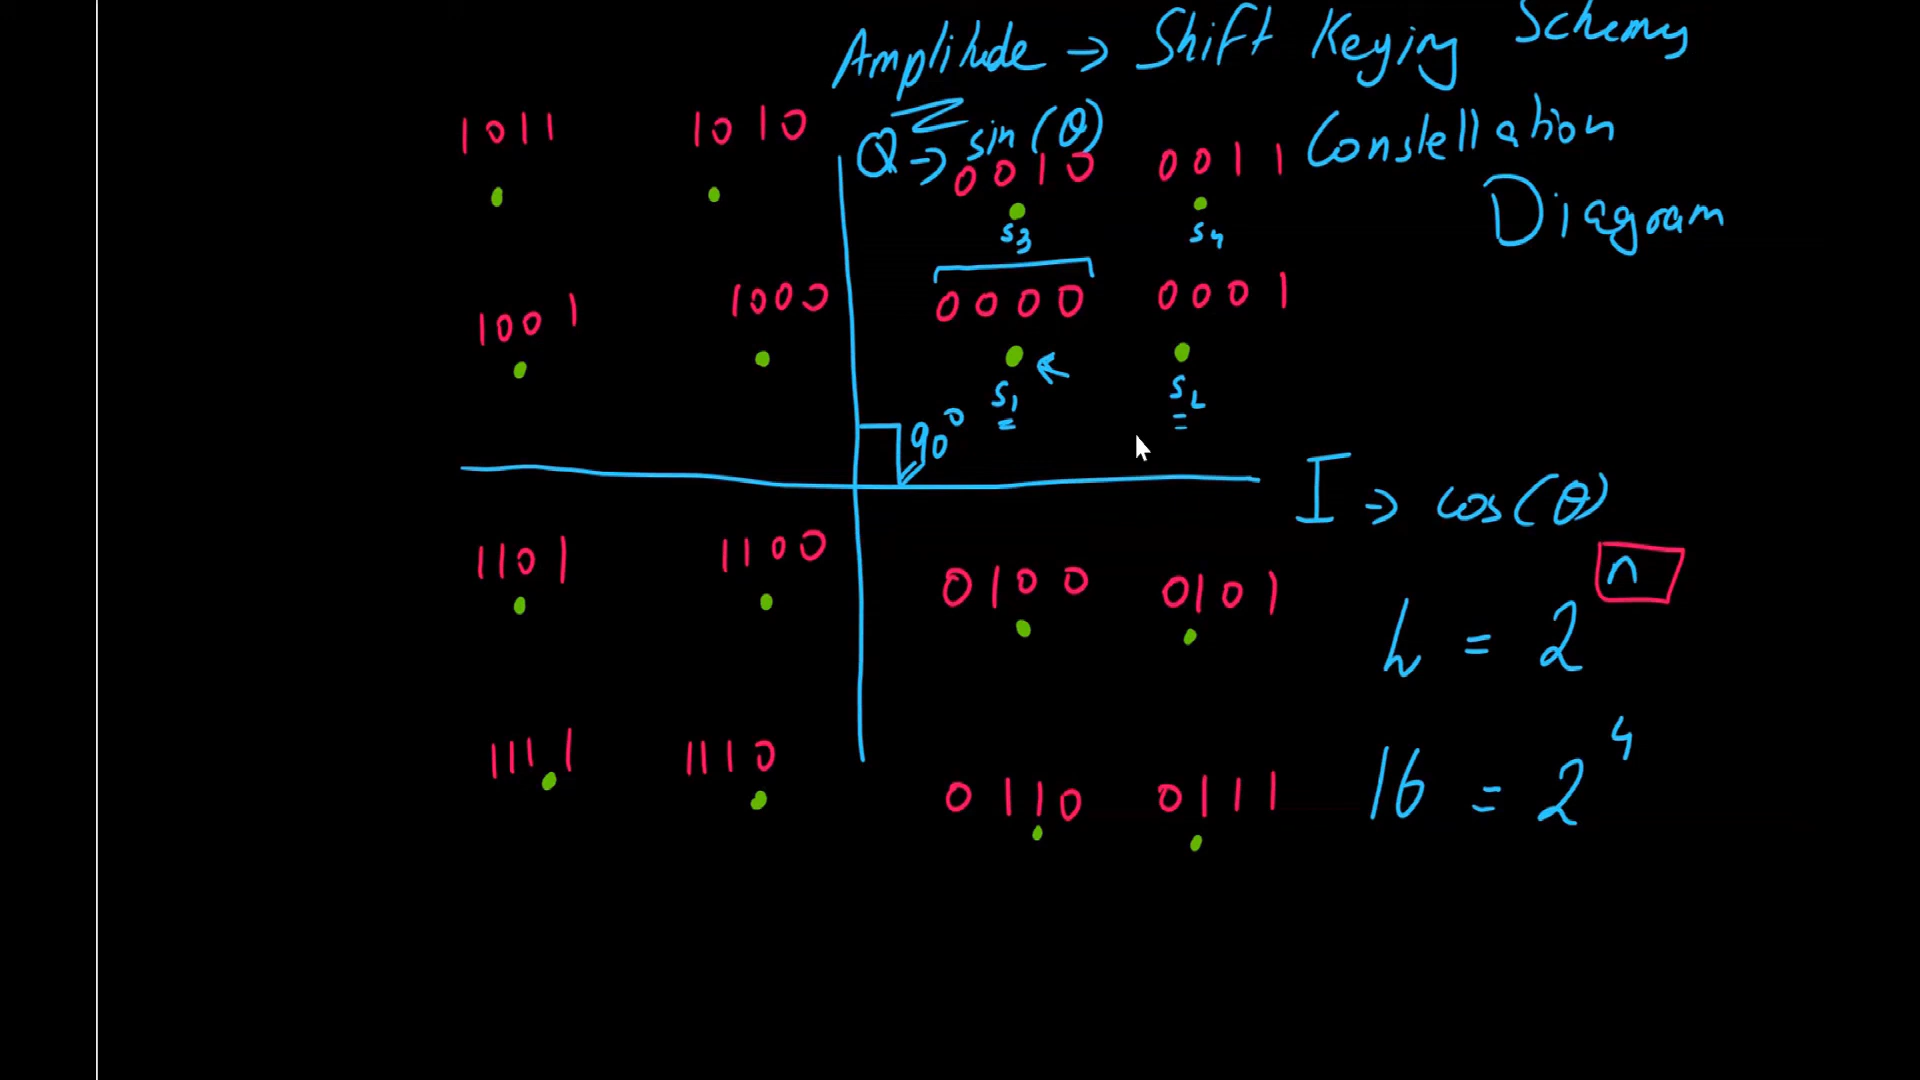 Amplitude → Shift Keying Schemes
Constellation
Diagram
Q → sin(θ)
1011 1010 0010 0011
S3 S4
1001 1000 0000 0001
S1 S2
90°
I → cos(θ)
1101 1100 0100 0101
n
= 2
1111 1110 0110 0111
16 = 2^4